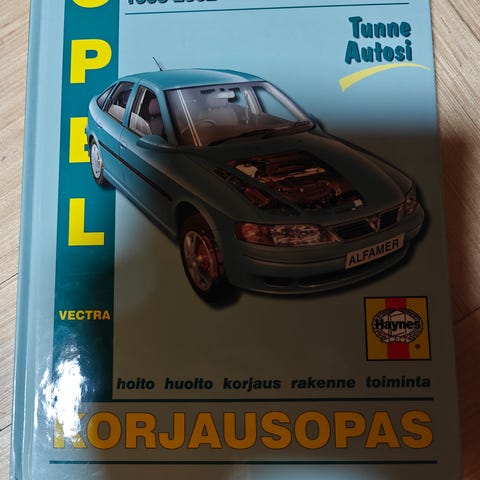 Tunne
Autosi
OPEL
ALFAMER
VECTRA
Haynes
®
hoito huolto korjaus rakenne toiminta
KORJAUSOPAS